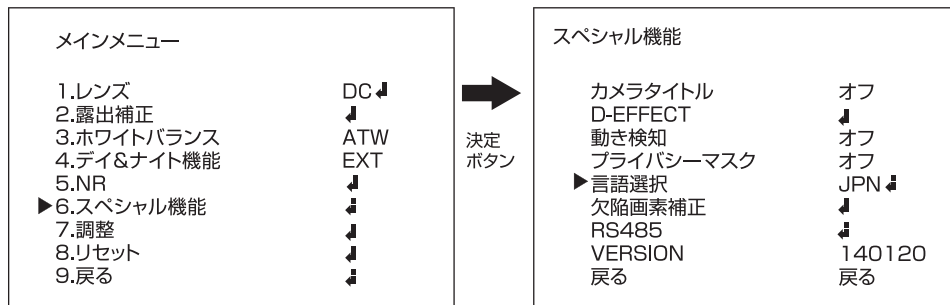 メインメニュー
1.レンズ DC↲
2.露出補正 ↲
3.ホワイトバランス ATW
4.デイ&ナイト機能 EXT
5.NR ↲
▶6.スペシャル機能 ↲
7.調整 ↲
8.リセット ↲
9.戻る ↲
決定
ボタン
スペシャル機能
カメラタイトル オフ
D-EFFECT ↲
動き検知 オフ
プライバシーマスク オフ
▶言語選択 JPN↲
欠陥画素補正 ↲
RS485 ↲
VERSION 140120
戻る 戻る